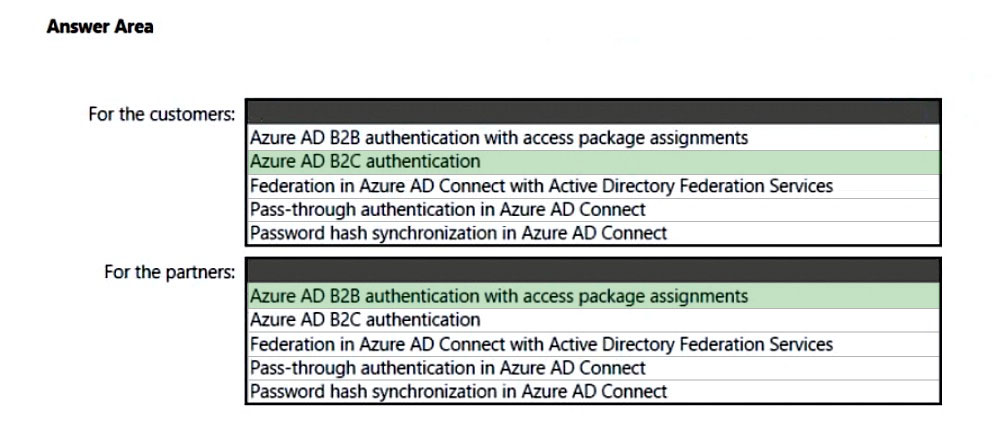 Answer Area
For the customers:
Azure AD B2B authentication with access package assignments
Azure AD B2C authentication
Federation in Azure AD Connect with Active Directory Federation Services
Pass-through authentication in Azure AD Connect
Password hash synchronization in Azure AD Connect
For the partners:
Azure AD B2B authentication with access package assignments
Azure AD B2C authentication
Federation in Azure AD Connect with Active Directory Federation Services
Pass-through authentication in Azure AD Connect
Password hash synchronization in Azure AD Connect